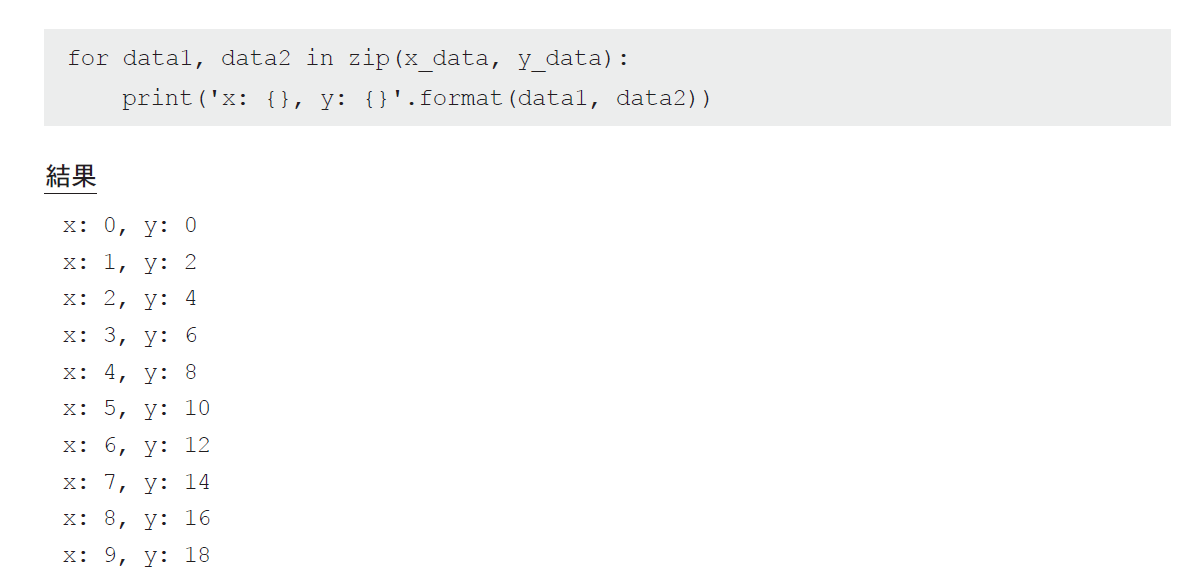 for data1, data2 in zip(x_data, y_data):
    print('x: {}, y: {}'.format(data1, data2))
結果
x: 0, y: 0
x: 1, y: 2
x: 2, y: 4
x: 3, y: 6
x: 4, y: 8
x: 5, y: 10
x: 6, y: 12
x: 7, y: 14
x: 8, y: 16
x: 9, y: 18